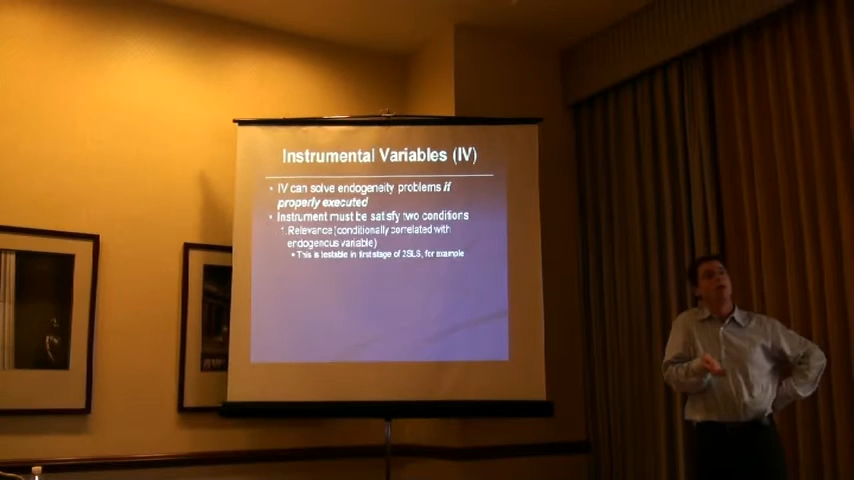 Instrumental Variables (IV)
• IV can solve endogeneity problems if
properly executed
• Instrument must be satisfy two conditions
1. Relevance (conditionally correlated with
endogenous variable)
• This is testable in first stage of 2SLS, for example